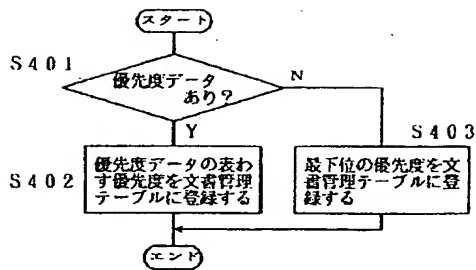 スタート
S401
優先度データ
あり?
N
Y
S403
S402
優先度データの表わ
す優先度を文書管理
テーブルに登録する
最下位の優先度を文
書管理テーブルに登
録する
エンド